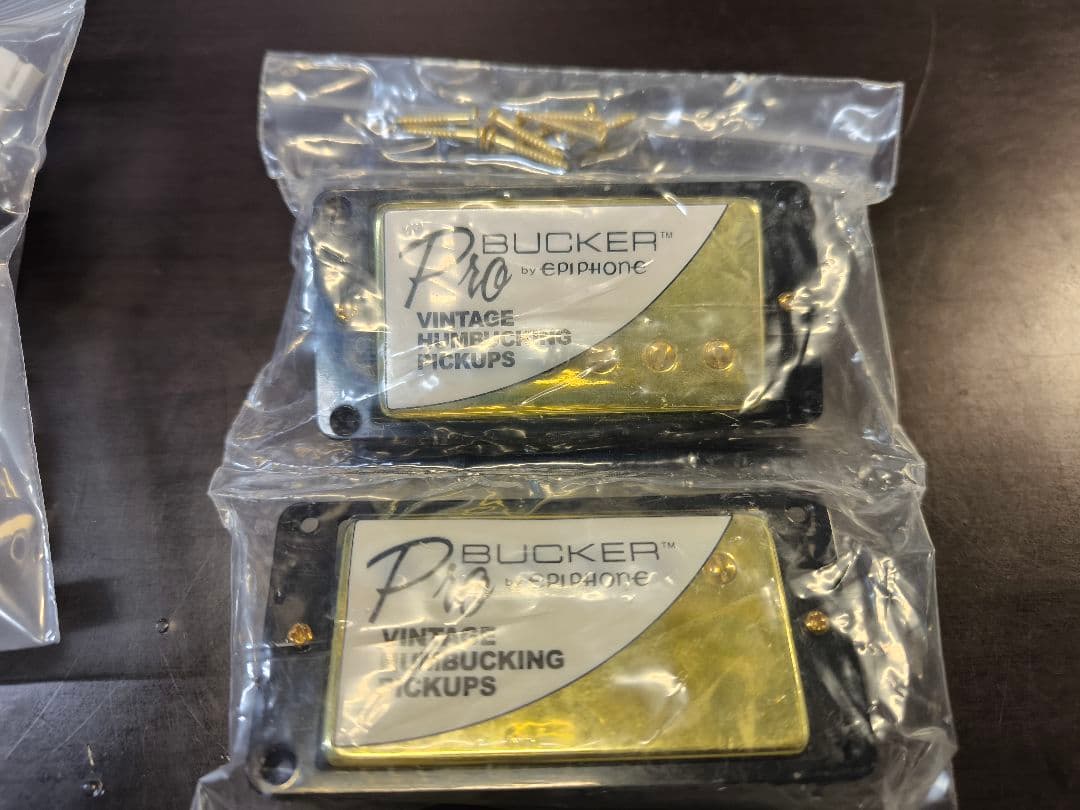 Pro BUCKER™
by EPIPHONE
VINTAGE
HUMBUCKING
PICKUPS
Pro BUCKER™
by EPIPHONE
VINTAGE
HUMBUCKING
PICKUPS